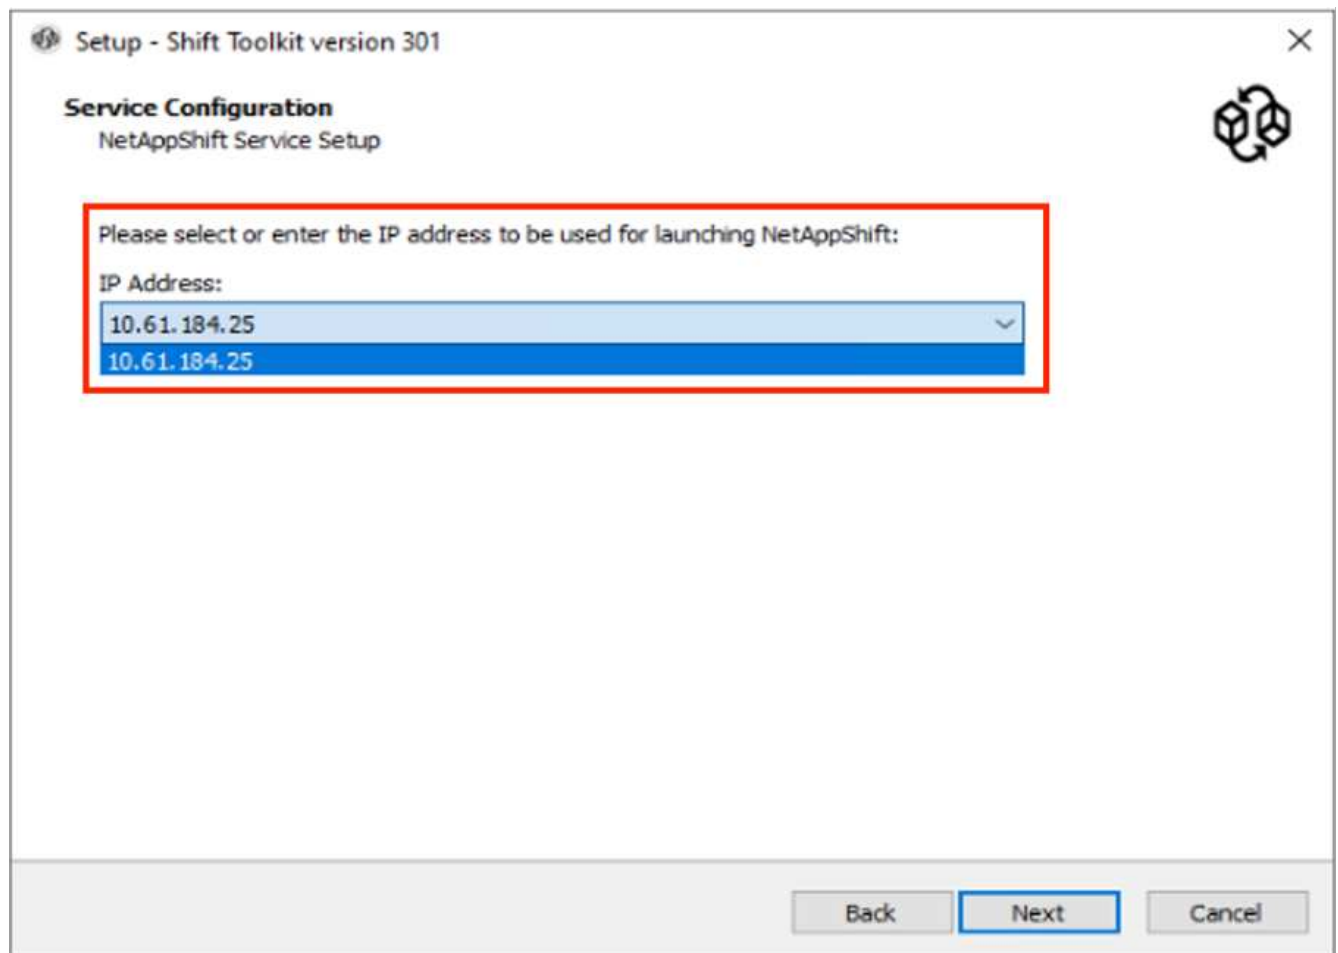 Setup - Shift Toolkit version 301
Service Configuration
NetAppShift Service Setup
Please select or enter the IP address to be used for launching NetAppShift:
IP Address:
10.61.184.25
10.61.184.25
Back Next Cancel